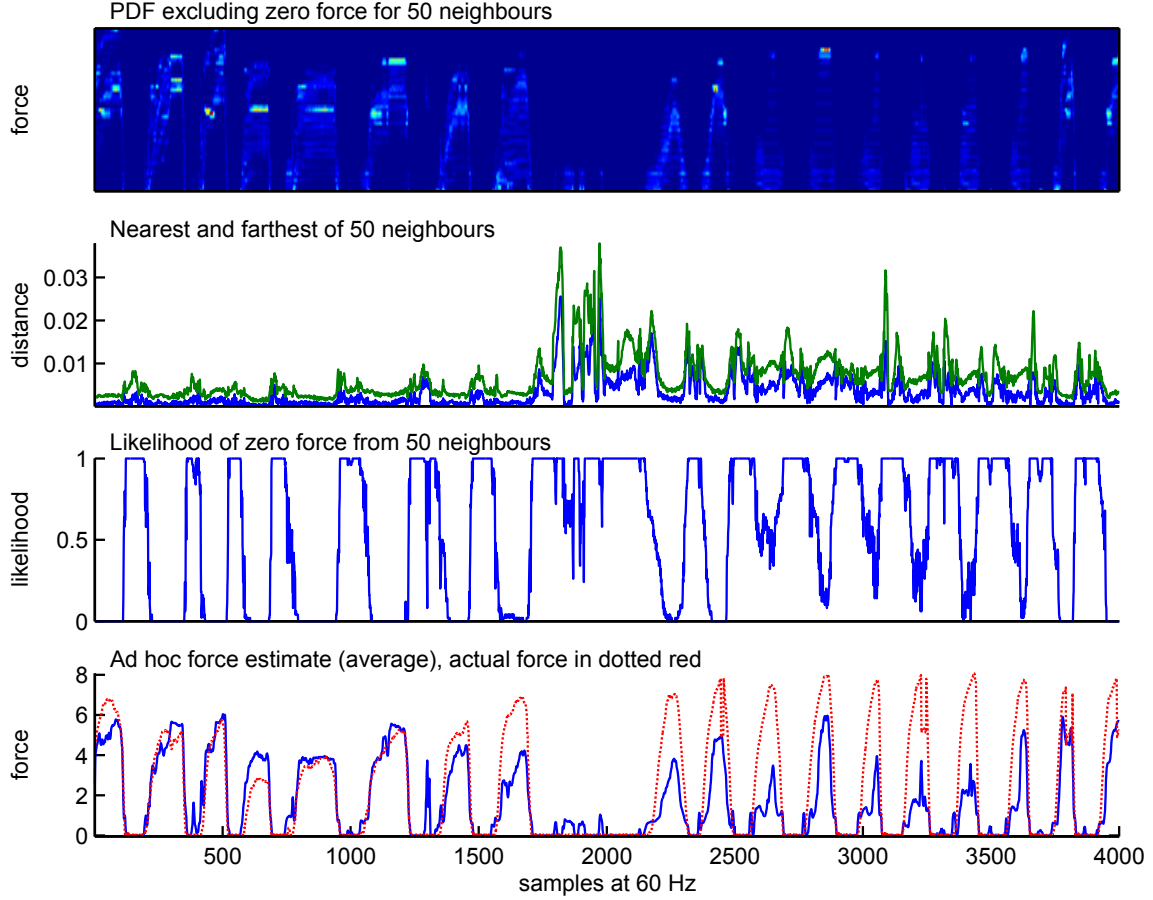 PDF excluding zero force for 50 neighbours
force
Nearest and farthest of 50 neighbours
0.03
0.02
0.01
distance
Likelihood of zero force from 50 neighbours
1
0.5
0
likelihood
Ad hoc force estimate (average), actual force in dotted red
8
6
4
2
0
force
500 1000 1500 2000 2500 3000 3500 4000
samples at 60 Hz